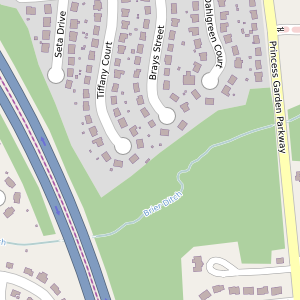 Seta Drive
Tiffany Court
Brays Street
Dahlgreen Court
Princess Garden Parkway
Brier Ditch